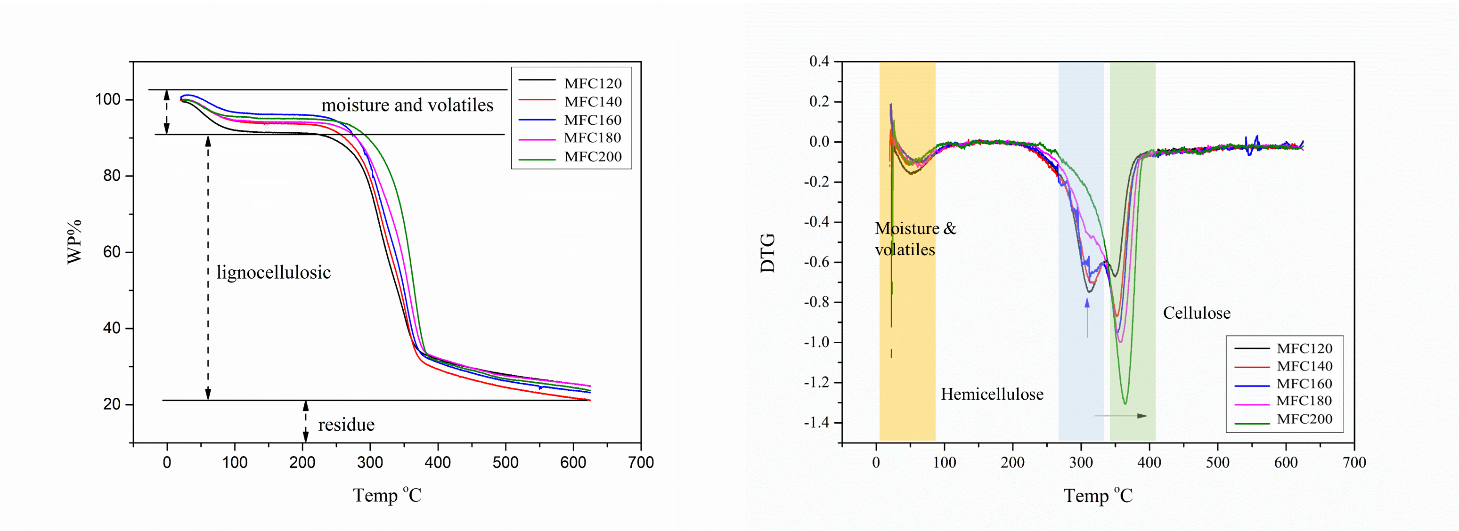 100
80
60
40
20
WP%
0
100
200
300
400
500
600
700
Temp °C
moisture and volatiles
lignocellulosic
residue
MFC120
MFC140
MFC160
MFC180
MFC200
0.4
0.2
0.0
-0.2
-0.4
-0.6
-0.8
-1.0
-1.2
-1.4
DTG
0
100
200
300
400
500
600
700
Temp °C
Moisture &
volatiles
Hemicellulose
Cellulose
MFC120
MFC140
MFC160
MFC180
MFC200